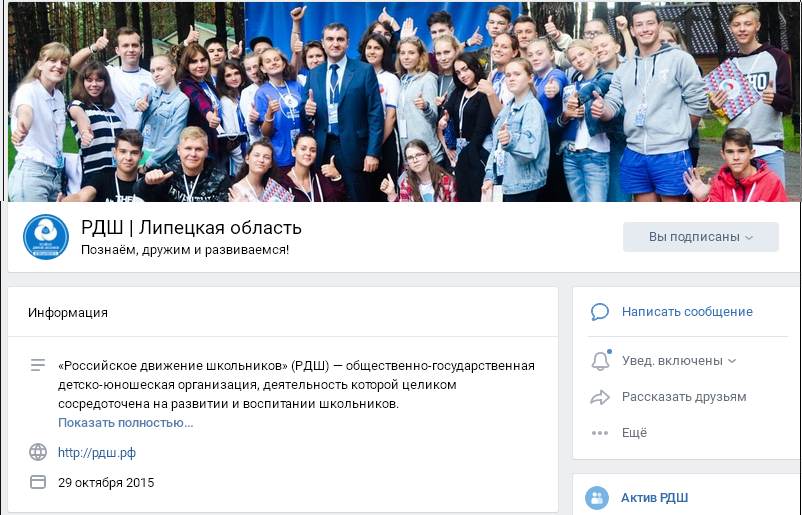 РДШ | Липецкая область
Познаём, дружим и развиваемся!
Вы подписаны
Информация
«Российское движение школьников» (РДШ) — общественно-государственная
детско-юношеская организация, деятельность которой целиком
сосредоточена на развитии и воспитании школьников.
Показать полностью…
http://рдш.рф
29 октября 2015
Написать сообщение
Увед. включены
Рассказать друзьям
Ещё
Актив РДШ